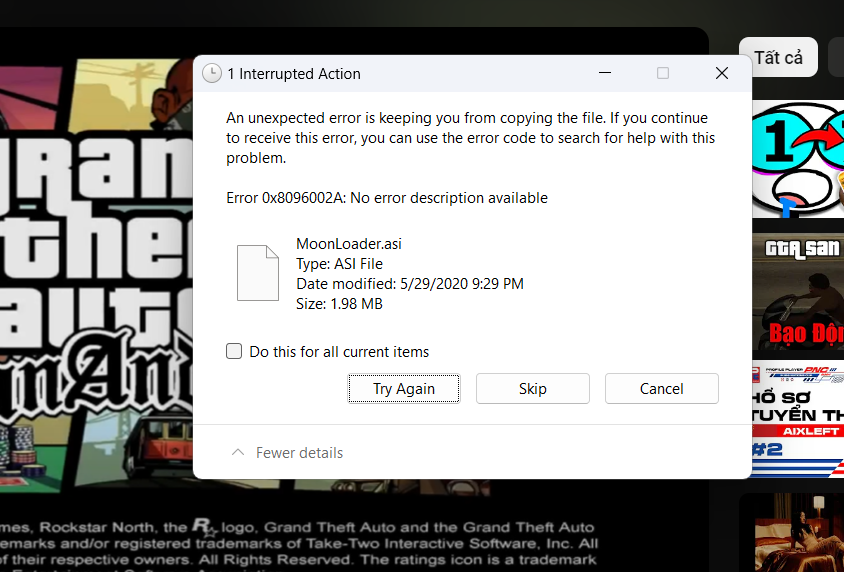 1 Interrupted Action
An unexpected error is keeping you from copying the file. If you continue
to receive this error, you can use the error code to search for help with this
problem.
Error 0x8096002A: No error description available
MoonLoader.asi
Type: ASI File
Date modified: 5/29/2020 9:29 PM
Size: 1.98 MB
Do this for all current items
Try Again
Skip
Cancel
Fewer details
Tất cả
1
GTA SAN
Bạo Độn
PROFILE PLAYER PNC
HỒ SƠ
TUYỂN TH
AIXLEFT
#2
mes, Rockstar North, the R logo, Grand Theft Auto and the Grand Theft Auto
emarks and/or registered trademarks of Take-Two Interactive Software, Inc. All
of their respective owners. All Rights Reserved. The ratings icon is a trademark